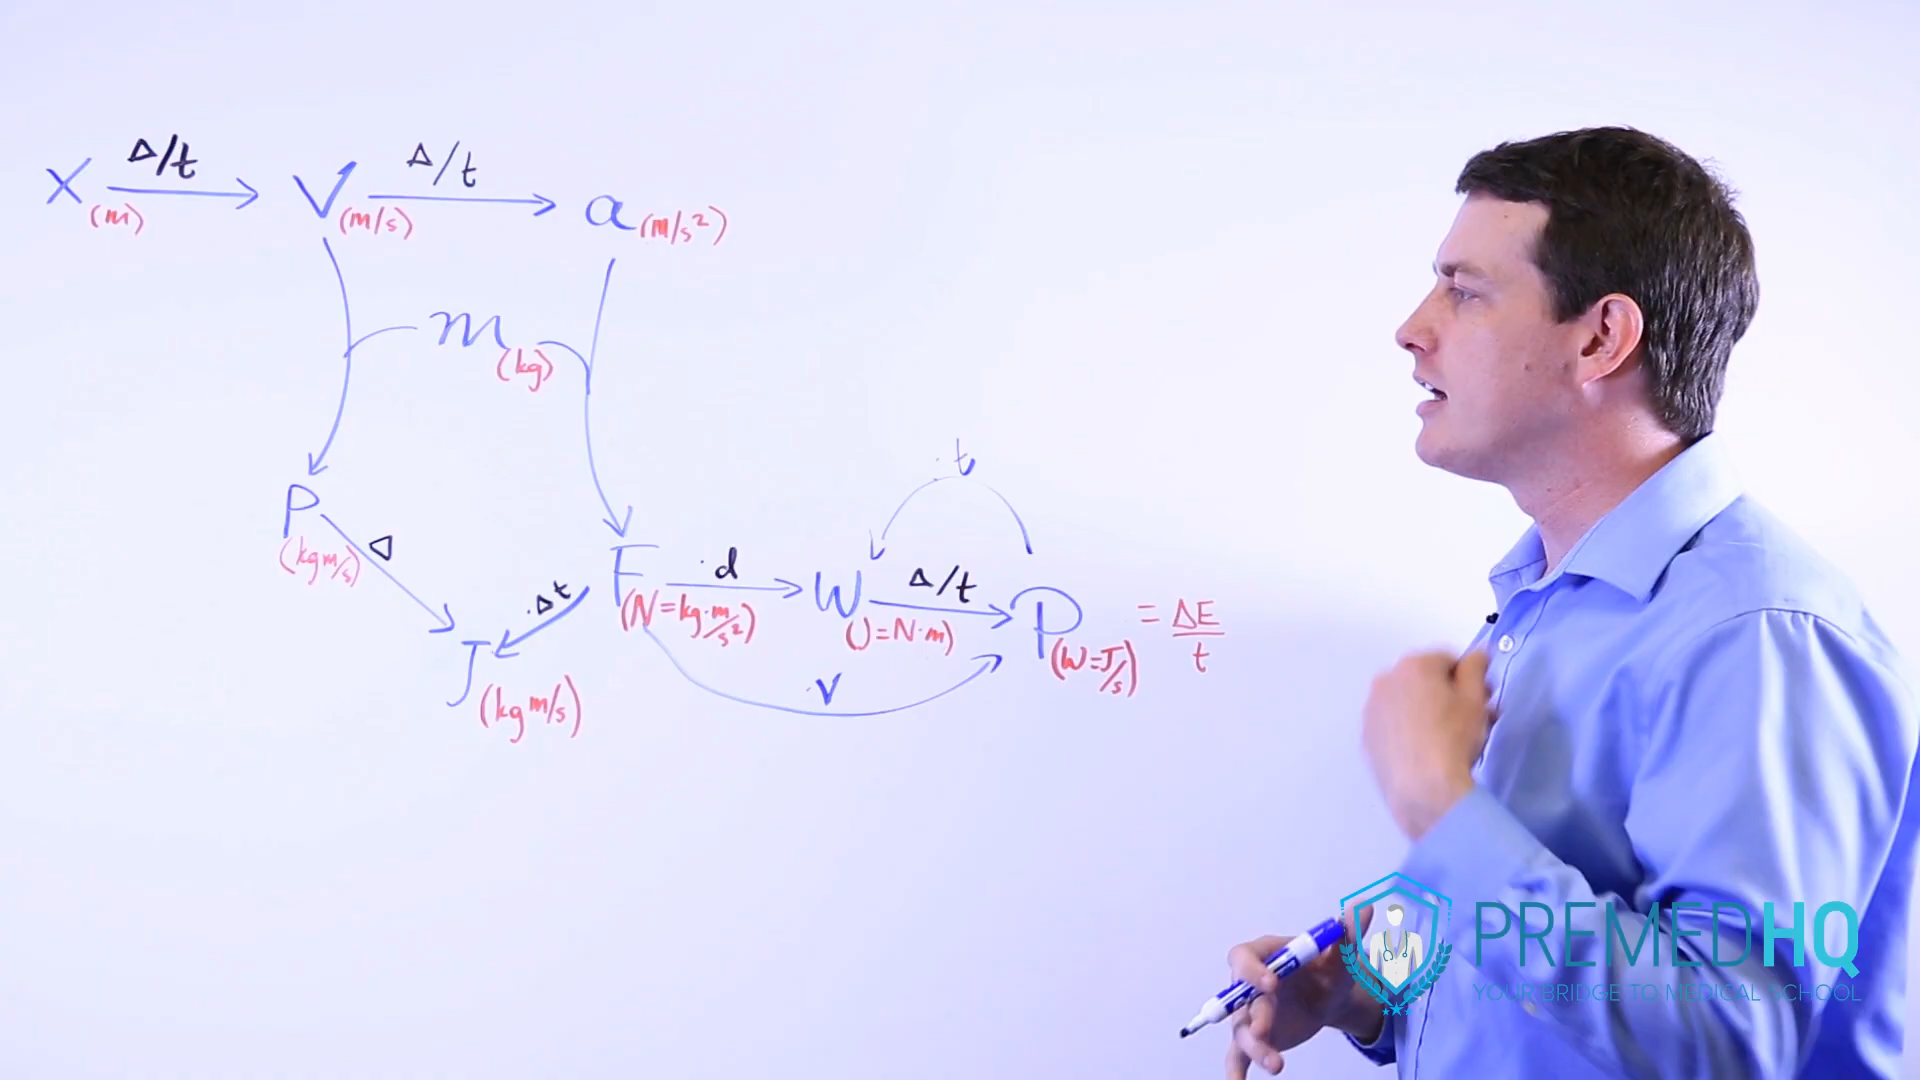 Δ/t
Δ/t
x (m)
v (m/s)
a (m/s²)
m (kg)
·t
P (kg m/s)
Δ
·Δt
F (N=kg·m/s²)
·d
W (J=N·m)
Δ/t
P (W=J/s) = ΔE/t
J (kg m/s)
·v
PREMEDHQ
YOUR BRIDGE TO MEDICAL SCHOOL